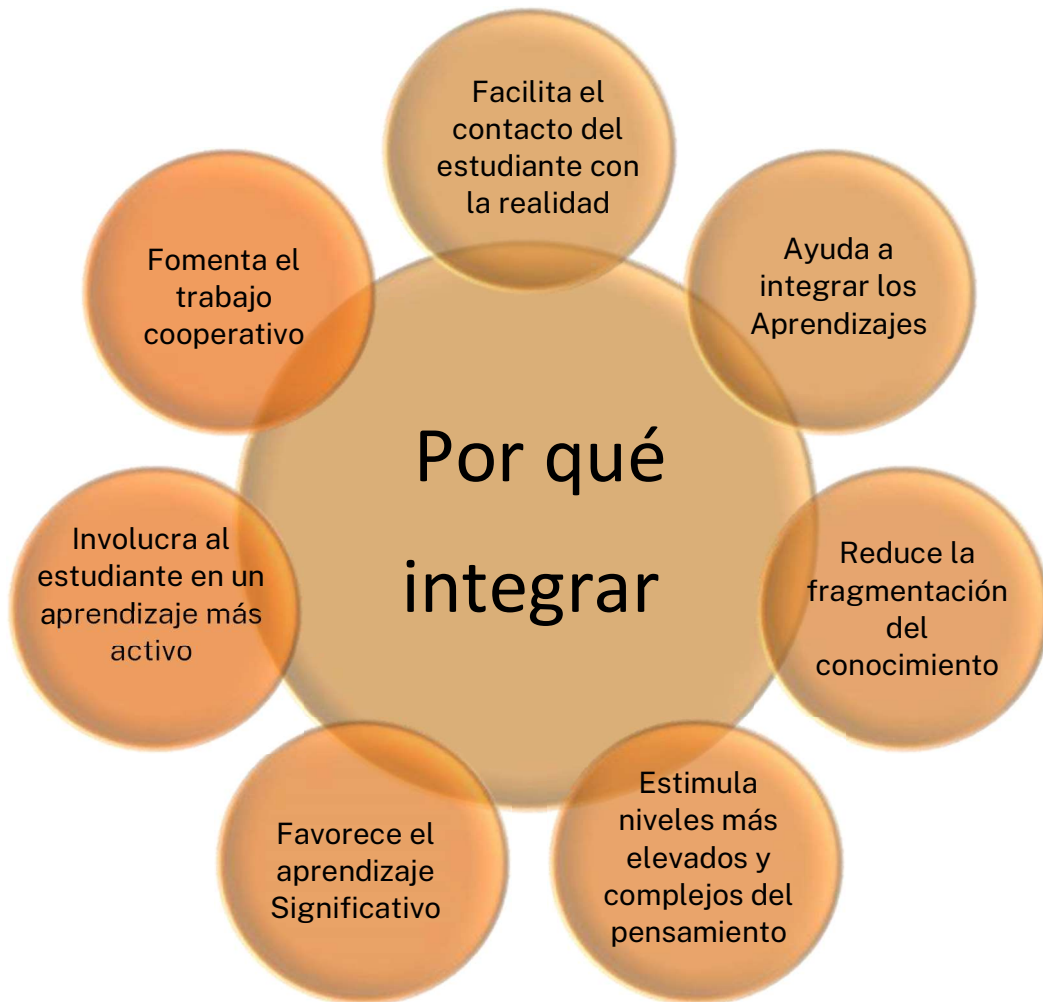 Facilita el
contacto del
estudiante con
la realidad
Ayuda a
integrar los
Aprendizajes
Reduce la
fragmentación
del
conocimiento
Estimula
niveles más
elevados y
complejos del
pensamiento
Favorece el
aprendizaje
Significativo
Involucra al
estudiante en un
aprendizaje más
activo
Fomenta el
trabajo
cooperativo
Por qué
integrar